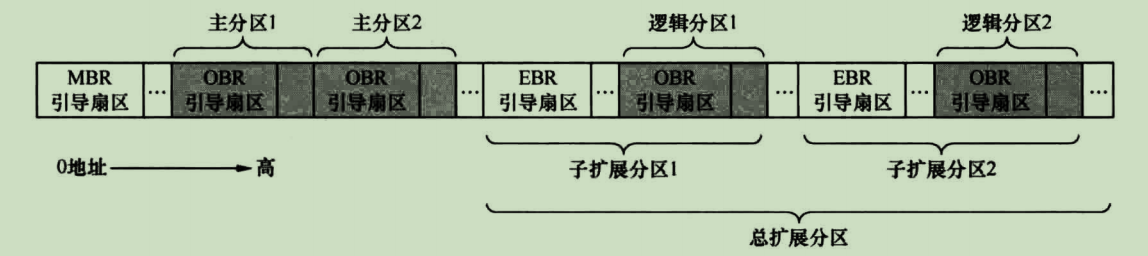 主分区1 主分区2 逻辑分区1 逻辑分区2
MBR 引导扇区 … OBR 引导扇区 OBR 引导扇区 … EBR 引导扇区 … OBR 引导扇区 … EBR 引导扇区 … OBR 引导扇区 …
0地址 高 子扩展分区1 子扩展分区2
总扩展分区